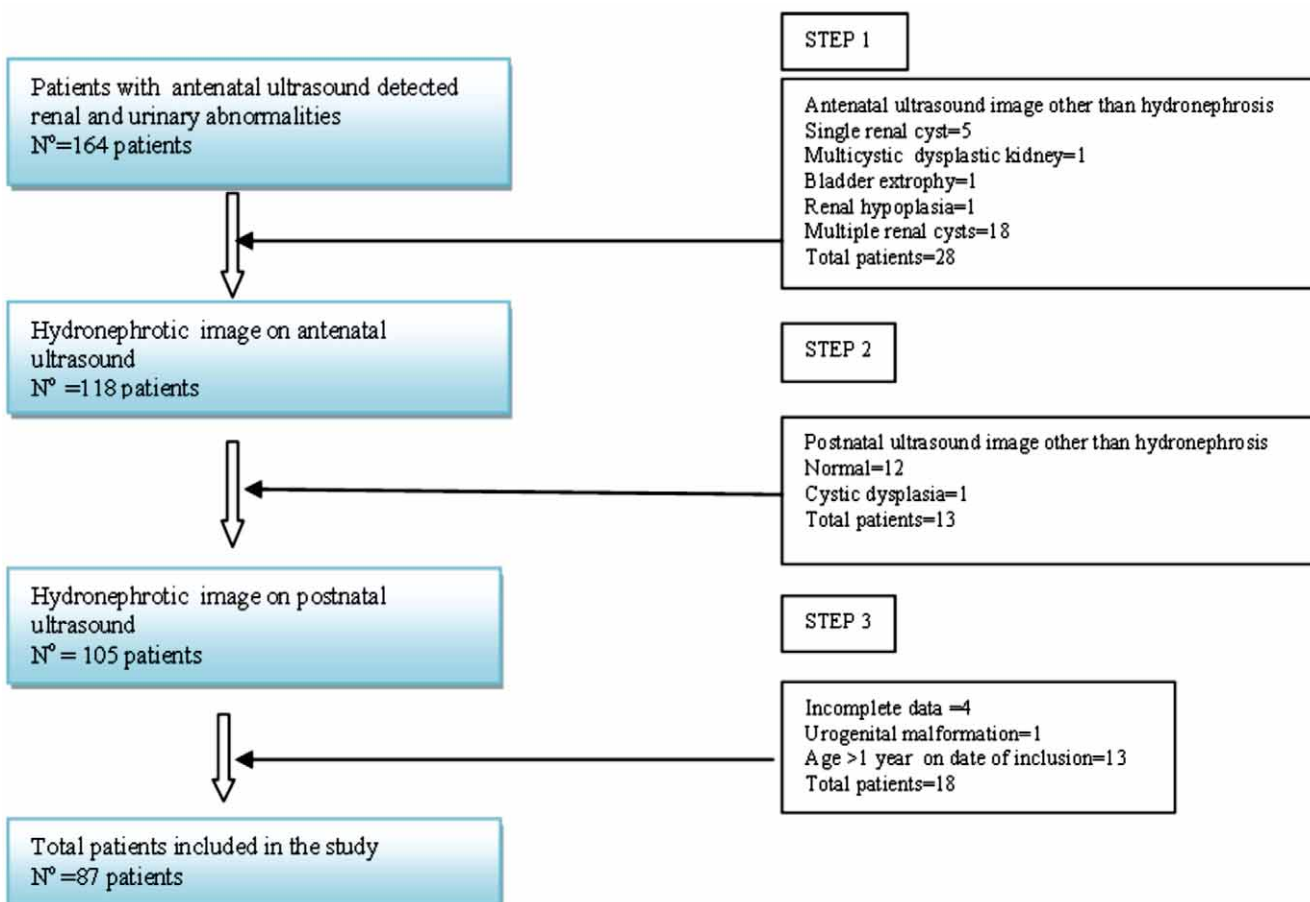 STEP 1
Patients with antenatal ultrasound detected
renal and urinary abnormalities
Nº=164 patients
Antenatal ultrasound image other than hydronephrosis
Single renal cyst=5
Multicystic dysplastic kidney=1
Bladder extrophy=1
Renal hypoplasia=1
Multiple renal cysts=18
Total patients=28
Hydronephrotic image on antenatal
ultrasound
Nº =118 patients
STEP 2
Postnatal ultrasound image other than hydronephrosis
Normal=12
Cystic dysplasia=1
Total patients=13
Hydronephrotic image on postnatal
ultrasound
Nº = 105 patients
STEP 3
Incomplete data =4
Urogenital malformation=1
Age >1 year on date of inclusion=13
Total patients=18
Total patients included in the study
Nº =87 patients